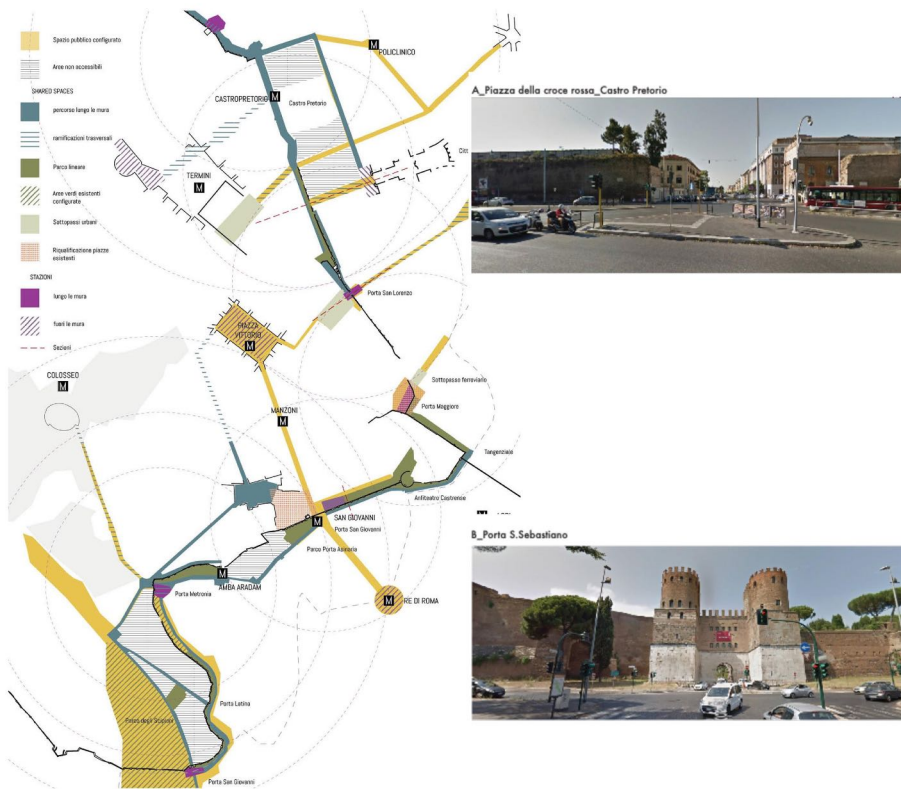 Spazio pubblico configurato
Aree non accessibili
SHARED SPACES
percorso lungo le mura
ramificazioni trasversali
Parco lineare
Aree verdi esistenti
configurate
Sottopassi urbani
Riqualificazione piazze
esistenti
STAZIONI
lungo le mura
fuori le mura
Sezioni
M
POLICLINICO
CASTROPRETORIO M
Castro Pretorio
TERMINI
M
Citt
Porta San Lorenzo
PIAZZA
VITTORIO
M
COLOSSEO
M
MANZONI
M
Sottopasso ferroviario
Porta Maggiore
Tangenziale
Anfiteatro Castrense
SAN GIOVANNI
M
Porta San Giovanni
Parco Porta Asinaria
M
AMBA ARADAM
Porta Metronia
M RE DI ROMA
Porta Latina
Parco degli Scipioni
Porta San Giovanni
A_Piazza della croce rossa_Castro Pretorio
B_Porta S.Sebastiano